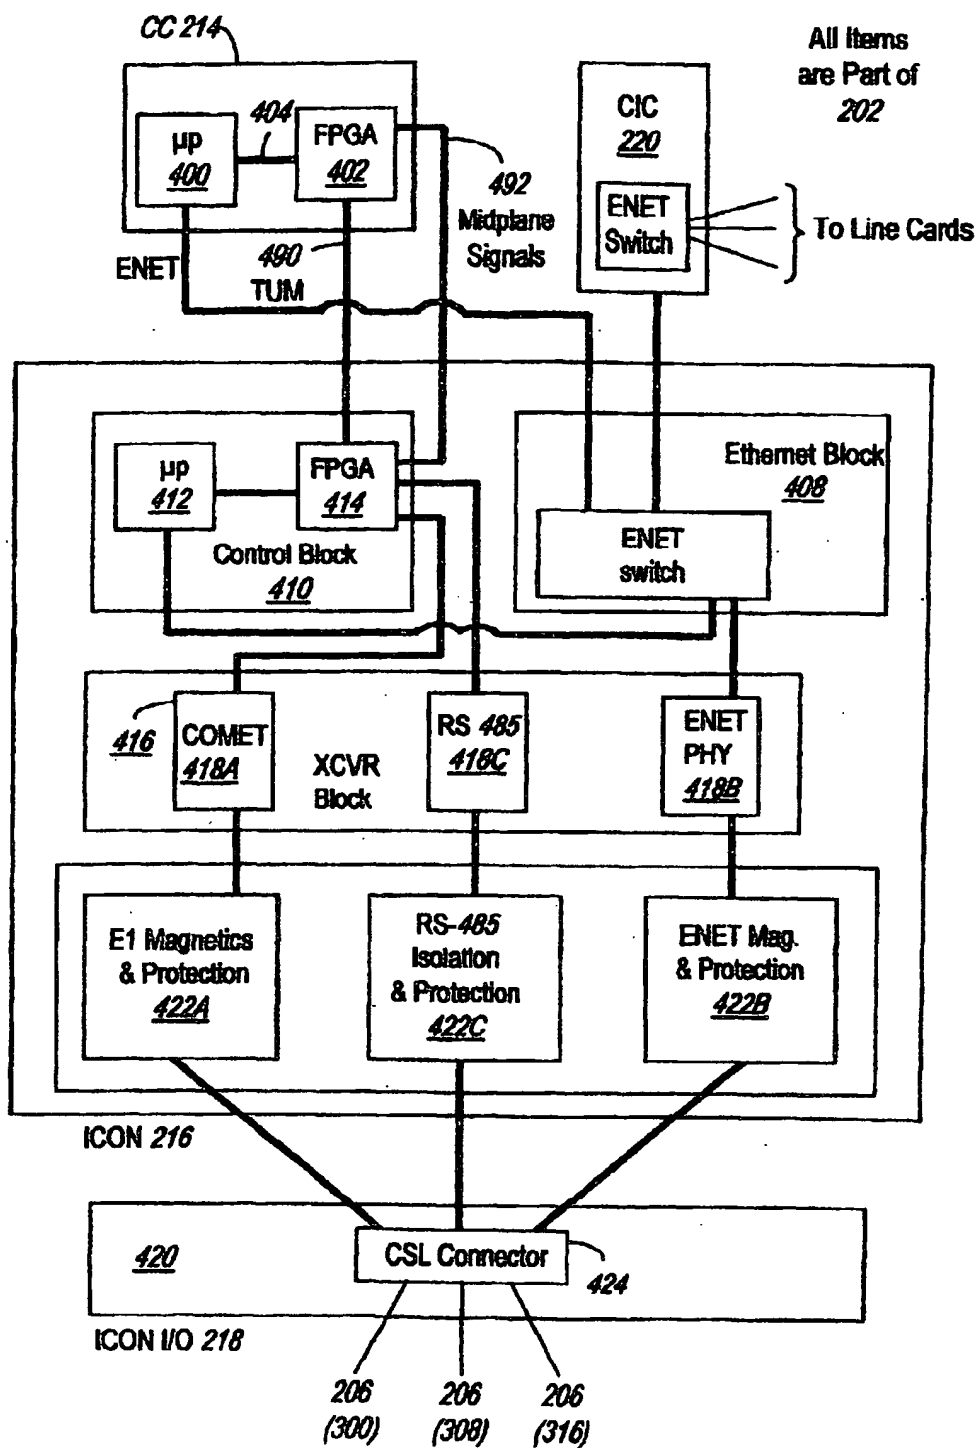 CC 214
All Items
are Part of
202
µp
400
404
FPGA
402
492
Midplane
Signals
CIC
220
ENET
Switch
To Line Cards
ENET
490
TUM
µp
412
FPGA
414
Control Block
410
Ethernet Block
408
ENET
switch
416
COMET
418A
XCVR
Block
RS 485
418C
ENET
PHY
418B
E1 Magnetics
& Protection
422A
RS-485
Isolation
& Protection
422C
ENET Mag.
& Protection
422B
ICON 216
420
CSL Connector
424
ICON I/O 218
206
(300)
206
(308)
206
(316)